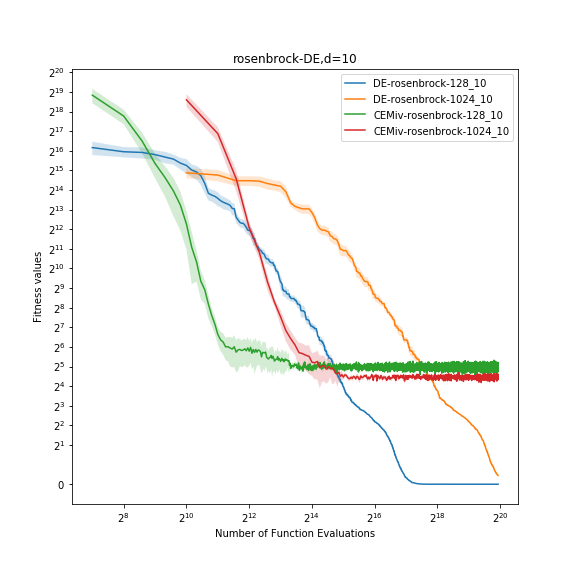 rosenbrock-DE,d=10
DE-rosenbrock-128_10
DE-rosenbrock-1024_10
CEMiv-rosenbrock-128_10
CEMiv-rosenbrock-1024_10
Fitness values
2^20
2^19
2^18
2^17
2^16
2^15
2^14
2^13
2^12
2^11
2^10
2^9
2^8
2^7
2^6
2^5
2^4
2^3
2^2
2^1
0
2^8 2^10 2^12 2^14 2^16 2^18 2^20
Number of Function Evaluations